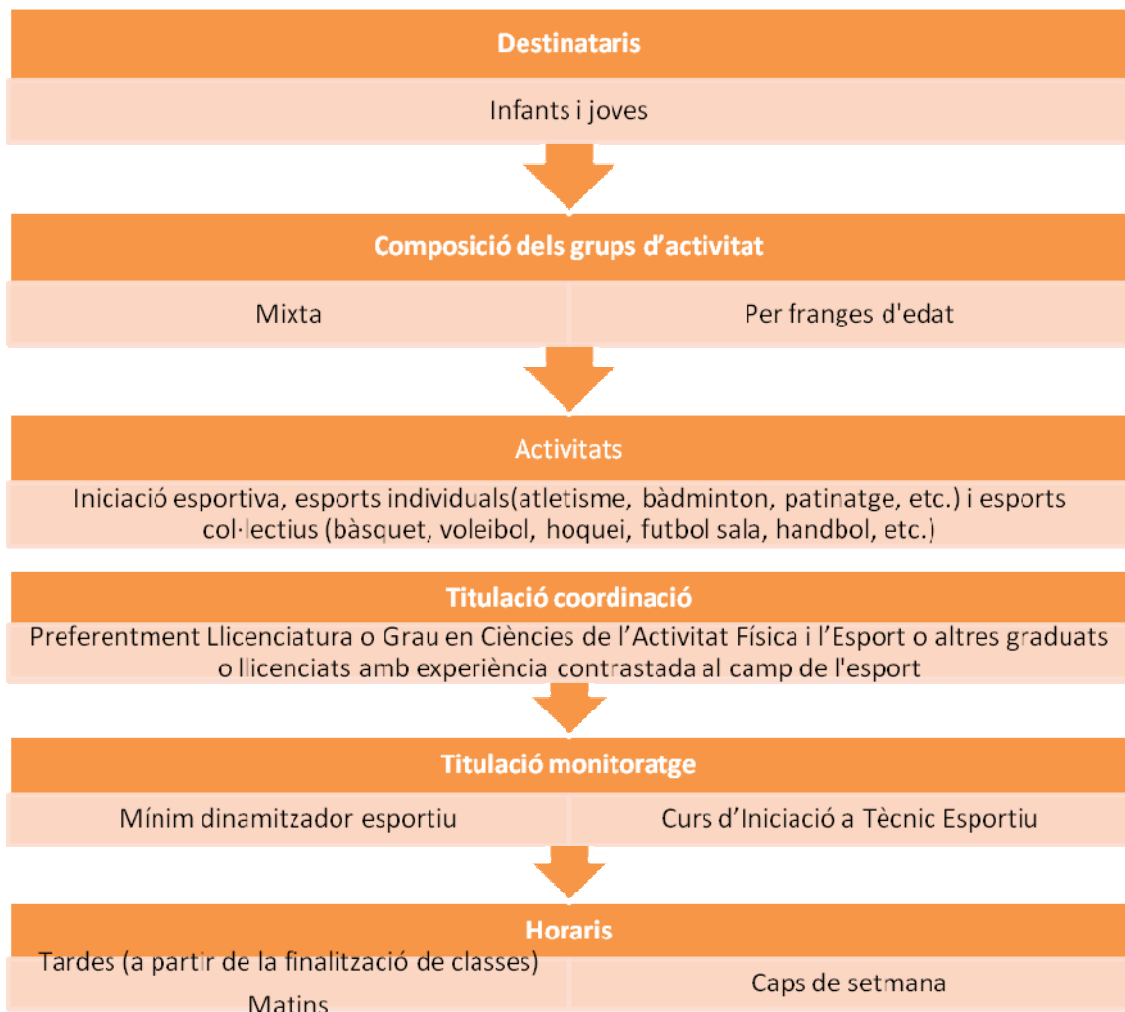 Destinataris
Infants i joves
Composició dels grups d’activitat
Mixta
Per franges d'edat
Activitats
Iniciació esportiva, esports individuals(atletisme, bàdminton, patinatge, etc.) i esports
col·lectius (bàsquet, voleibol, hoquei, futbol sala, handbol, etc.)
Titulació coordinació
Preferentment Llicenciatura o Grau en Ciències de l’Activitat Física i l’Esport o altres graduats
o llicenciats amb experiència contrastada al camp de l'esport
Titulació monitoratge
Mínim dinamitzador esportiu
Curs d’Iniciació a Tècnic Esportiu
Horaris
Tardes (a partir de la finalització de classes)
Matins
Caps de setmana